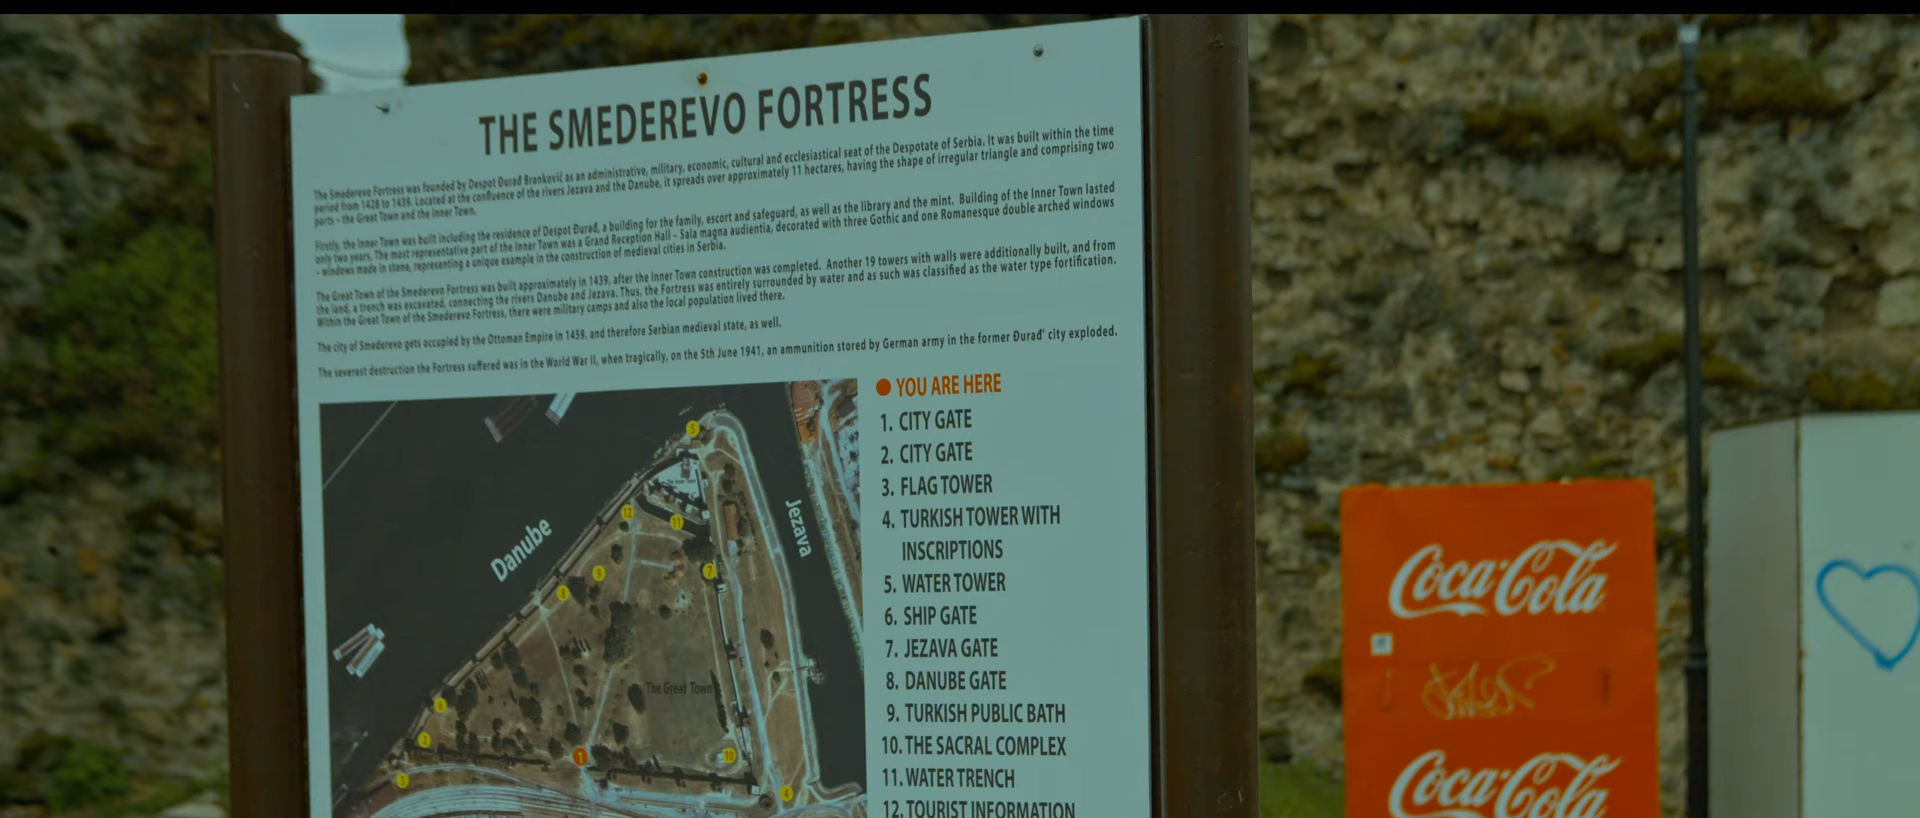 THE SMEDEREVO FORTRESS
The Smederevo Fortress was founded by Despot Đurađ Branković as an administrative, military, economic, cultural and ecclesiastical seat of the Despotate of Serbia. It was built within the time
period from 1428 to 1439. Located at the confluence of the rivers Jezava and the Danube, it spreads over approximately 11 hectares, having the shape of irregular triangle and comprising two
parts - the Great Town and the Inner Town.
Firstly, the Inner Town was built including the residence of Despot Đurađ, a building for the family, escort and safeguard, as well as the library and the mint. Building of the Inner Town lasted
only two years. The most representative part of the Inner Town was a Grand Reception Hall – Sala magna audientia, decorated with three Gothic and one Romanesque double arched windows
- windows made in stone, representing a unique example in the construction of medieval cities in Serbia.
The Great Town of the Smederevo Fortress was built approximately in 1439, after the Inner Town construction was completed. Another 19 towers with walls were additionally built, and from
the land, a trench was excavated, connecting the rivers Danube and Jezava. Thus, the Fortress was entirely surrounded by water and as such was classified as the water type fortification.
Within the Great Town of the Smederevo Fortress, there were military camps and also the local population lived there.
The city of Smederevo gets occupied by the Ottoman Empire in 1459, and therefore Serbian medieval state, as well.
The severest destruction the Fortress suffered was in the World War II, when tragically, on the 5th June 1941, an ammunition stored by German army in the former Đurađ' city exploded.
YOU ARE HERE
1. CITY GATE
2. CITY GATE
3. FLAG TOWER
4. TURKISH TOWER WITH
INSCRIPTIONS
5. WATER TOWER
6. SHIP GATE
7. JEZAVA GATE
8. DANUBE GATE
9. TURKISH PUBLIC BATH
10. THE SACRAL COMPLEX
11. WATER TRENCH
12. TOURIST INFORMATION
Danube
Jezava
The Inner Town
The Great Town
5
12
11
9
7
8
6
2
1
10
3
4
Coca-Cola
Coca-Cola